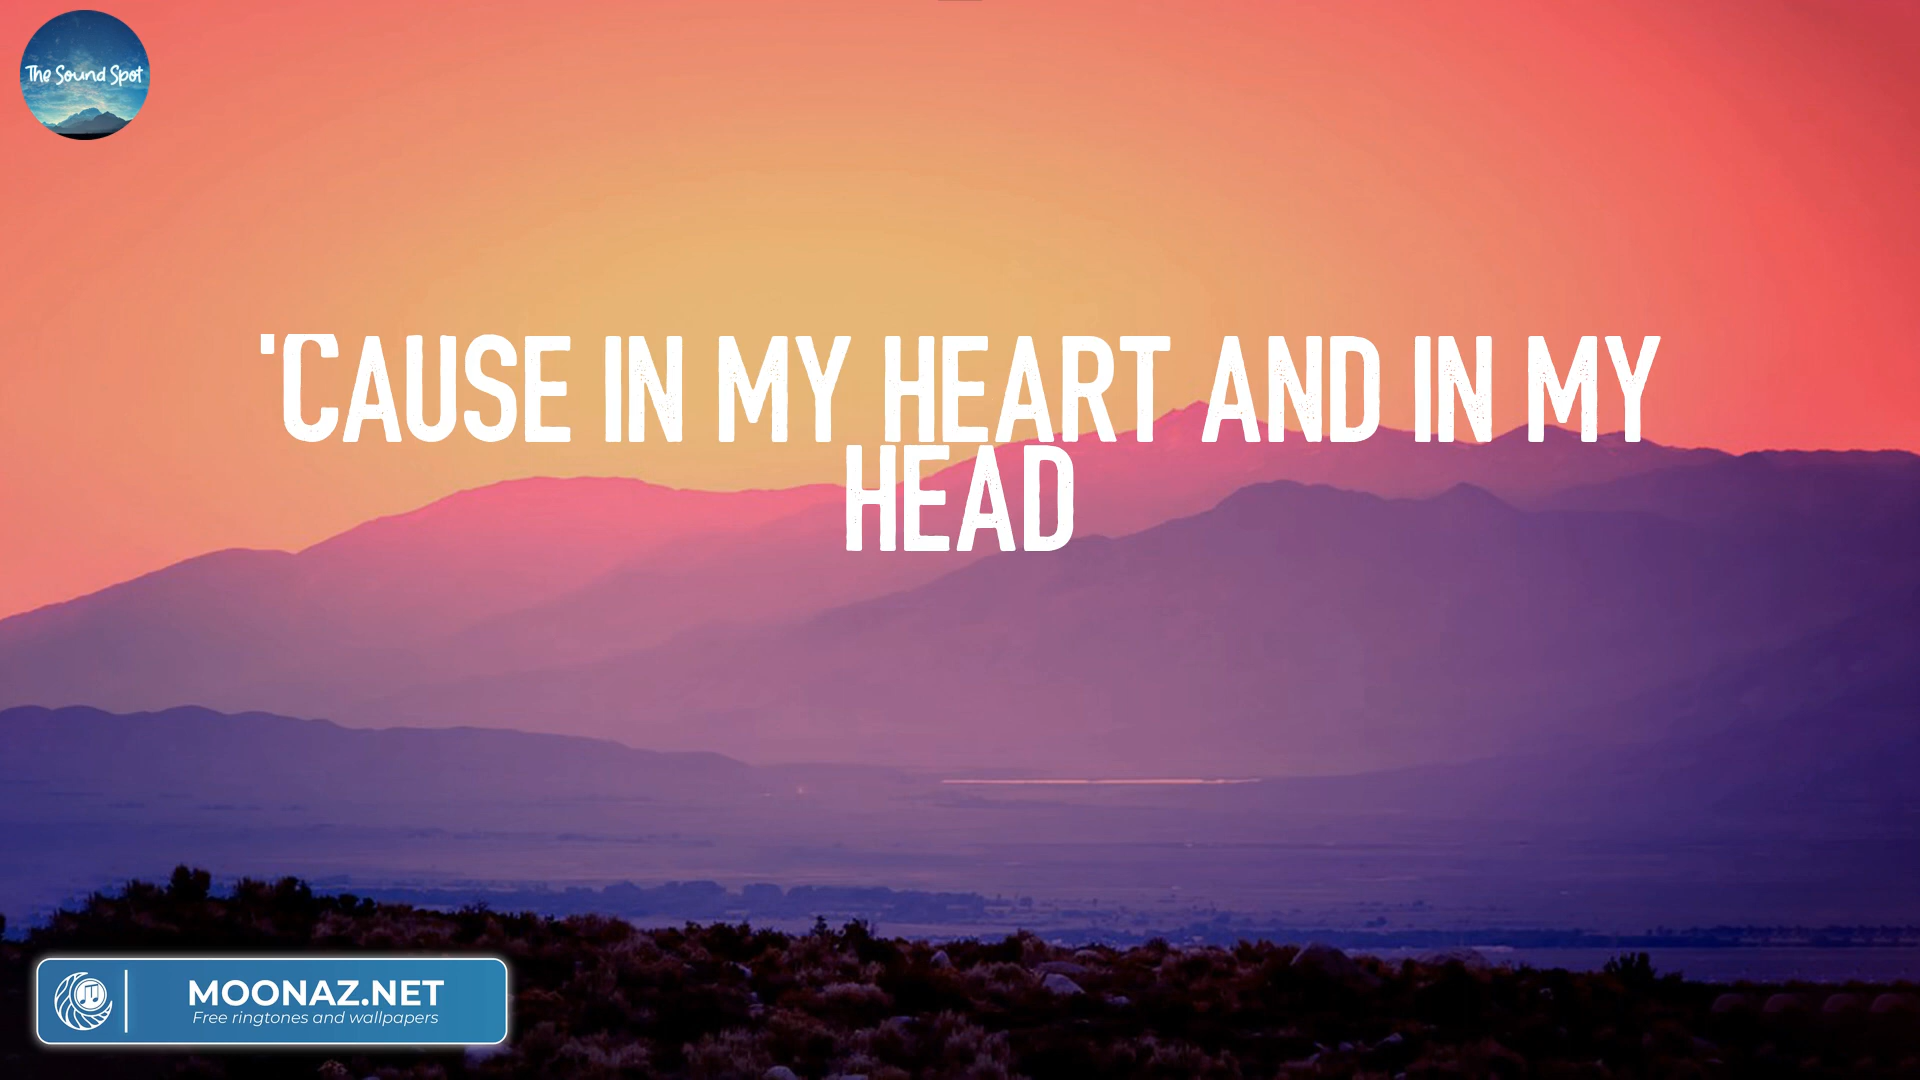 The Sound Spot
'CAUSE IN MY HEART AND IN MY
HEAD
MOONAZ.NET
Free ringtones and wallpapers